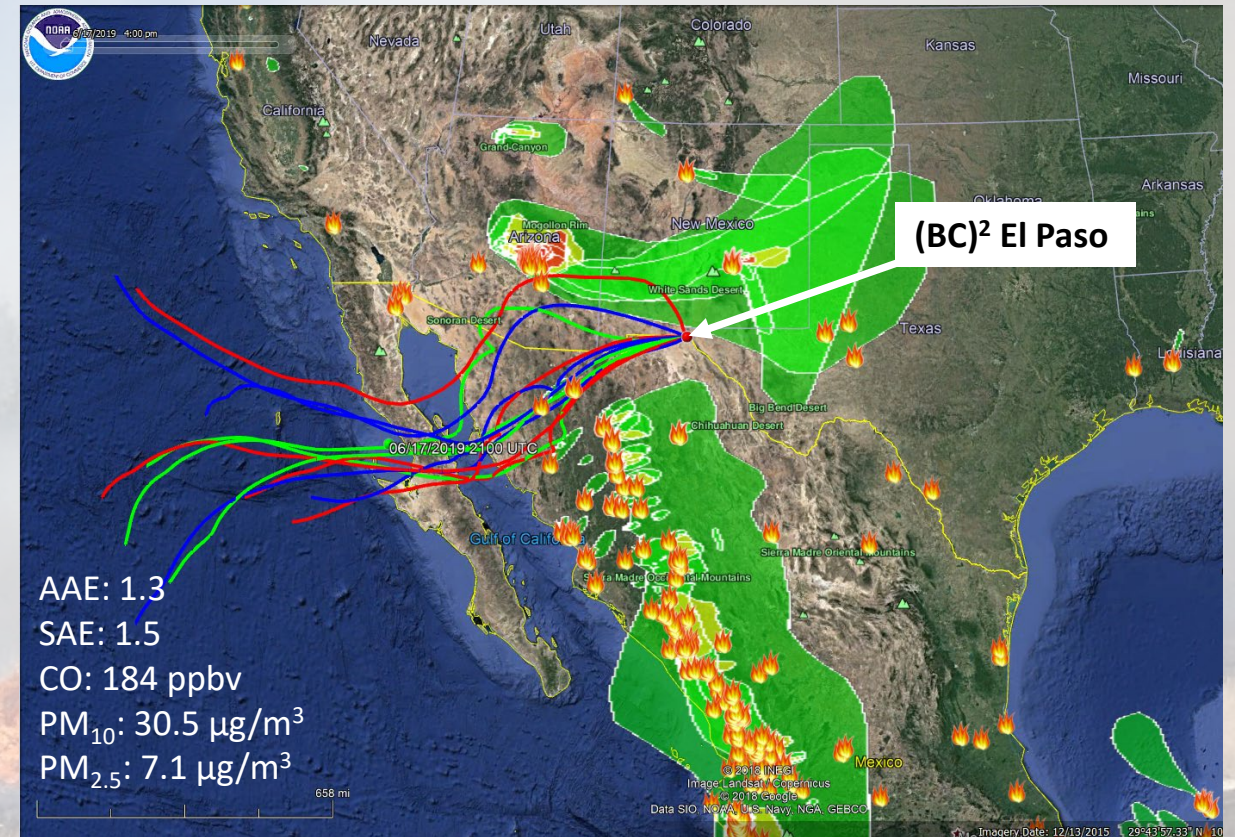 NOAA
6/17/2019 4:00 pm
Nevada
Utah
Colorado
Kansas
Missouri
California
Grand Canyon
Arkansas
Oklahoma
ains
Mogollon Rim
Arizona
New Mexico
(BC)² El Paso
White Sands Desert
Sonoran Desert
Texas
Louisiana
Big Bend Desert
Chihuahuan Desert
06/17/2019 2100 UTC
Gulf of California
Sierra Madre Oriental Mountains
Sierra Madre Occidental Mountains
AAE: 1.3
SAE: 1.5
CO: 184 ppbv
PM₁₀: 30.5 µg/m³
PM₂.₅: 7.1 µg/m³
658 mi
Mexico
© 2018 INEGI
Image Landsat / Copernicus
© 2018 Google
Data SIO, NOAA, U.S. Navy, NGA, GEBCO
Imagery Date: 12/13/2015 29°43'57.33" N 10